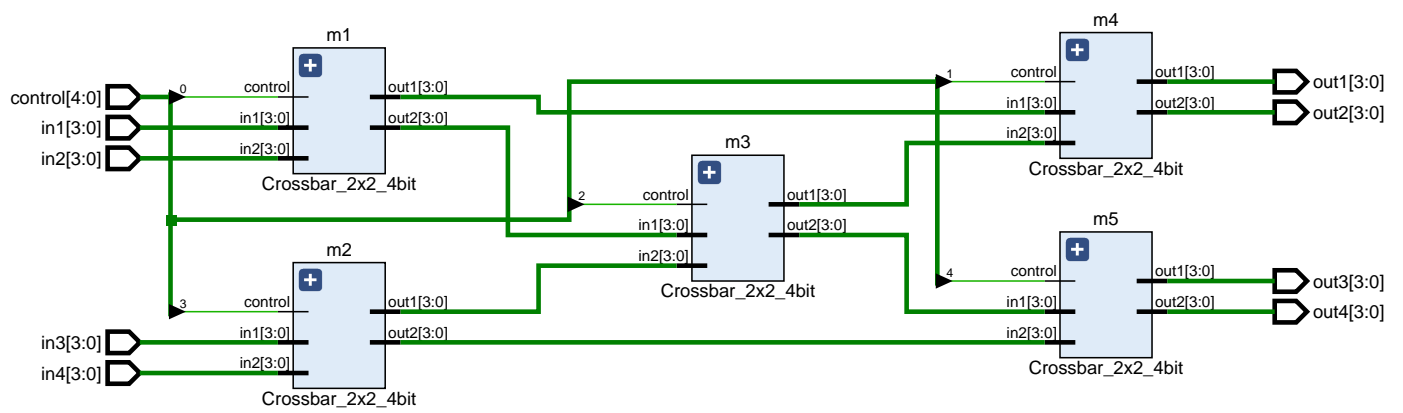 m1
control[4:0]
0
control
out1[3:0]
in1[3:0]
in1[3:0]
out2[3:0]
in2[3:0]
in2[3:0]
Crossbar_2x2_4bit
m2
3
control
out1[3:0]
in3[3:0]
in1[3:0]
out2[3:0]
in4[3:0]
in2[3:0]
Crossbar_2x2_4bit
m3
2
control
out1[3:0]
in1[3:0]
out2[3:0]
in2[3:0]
Crossbar_2x2_4bit
m4
1
control
out1[3:0]
out1[3:0]
in1[3:0]
out2[3:0]
out2[3:0]
in2[3:0]
Crossbar_2x2_4bit
m5
4
control
out1[3:0]
out3[3:0]
in1[3:0]
out2[3:0]
out4[3:0]
in2[3:0]
Crossbar_2x2_4bit